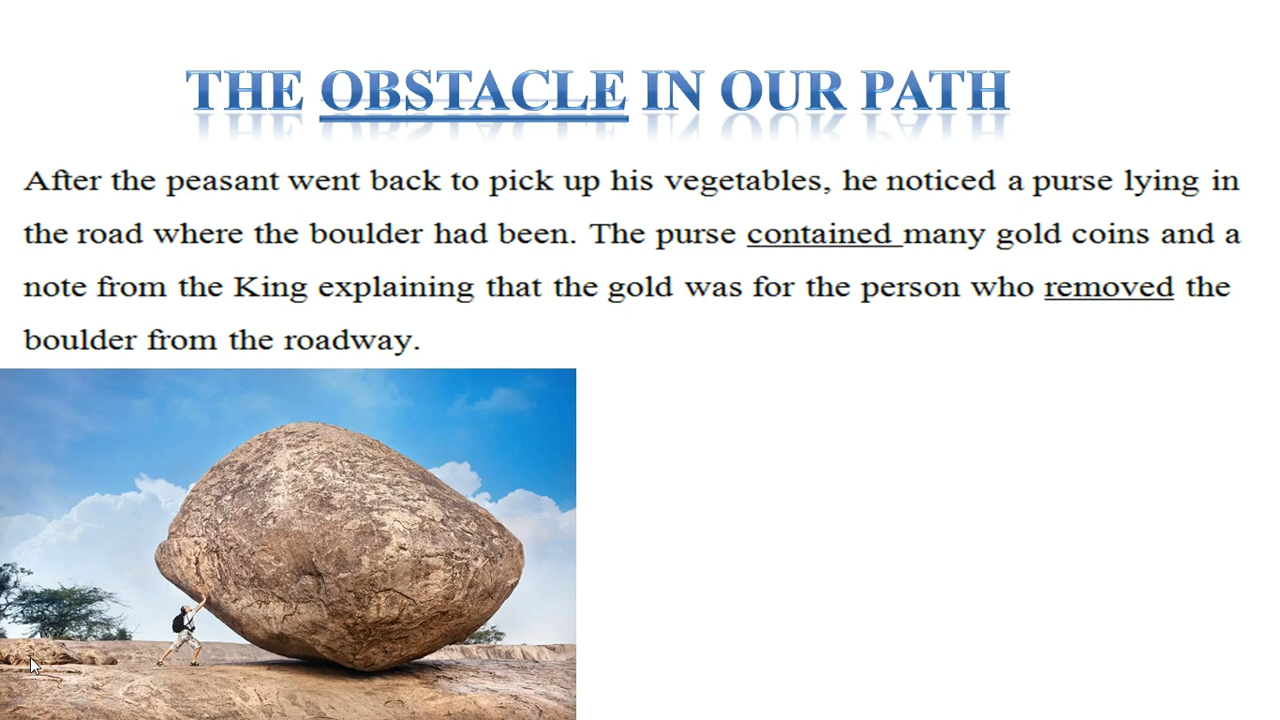 THE OBSTACLE IN OUR PATH
After the peasant went back to pick up his vegetables, he noticed a purse lying in
the road where the boulder had been. The purse contained many gold coins and a
note from the King explaining that the gold was for the person who removed the
boulder from the roadway.